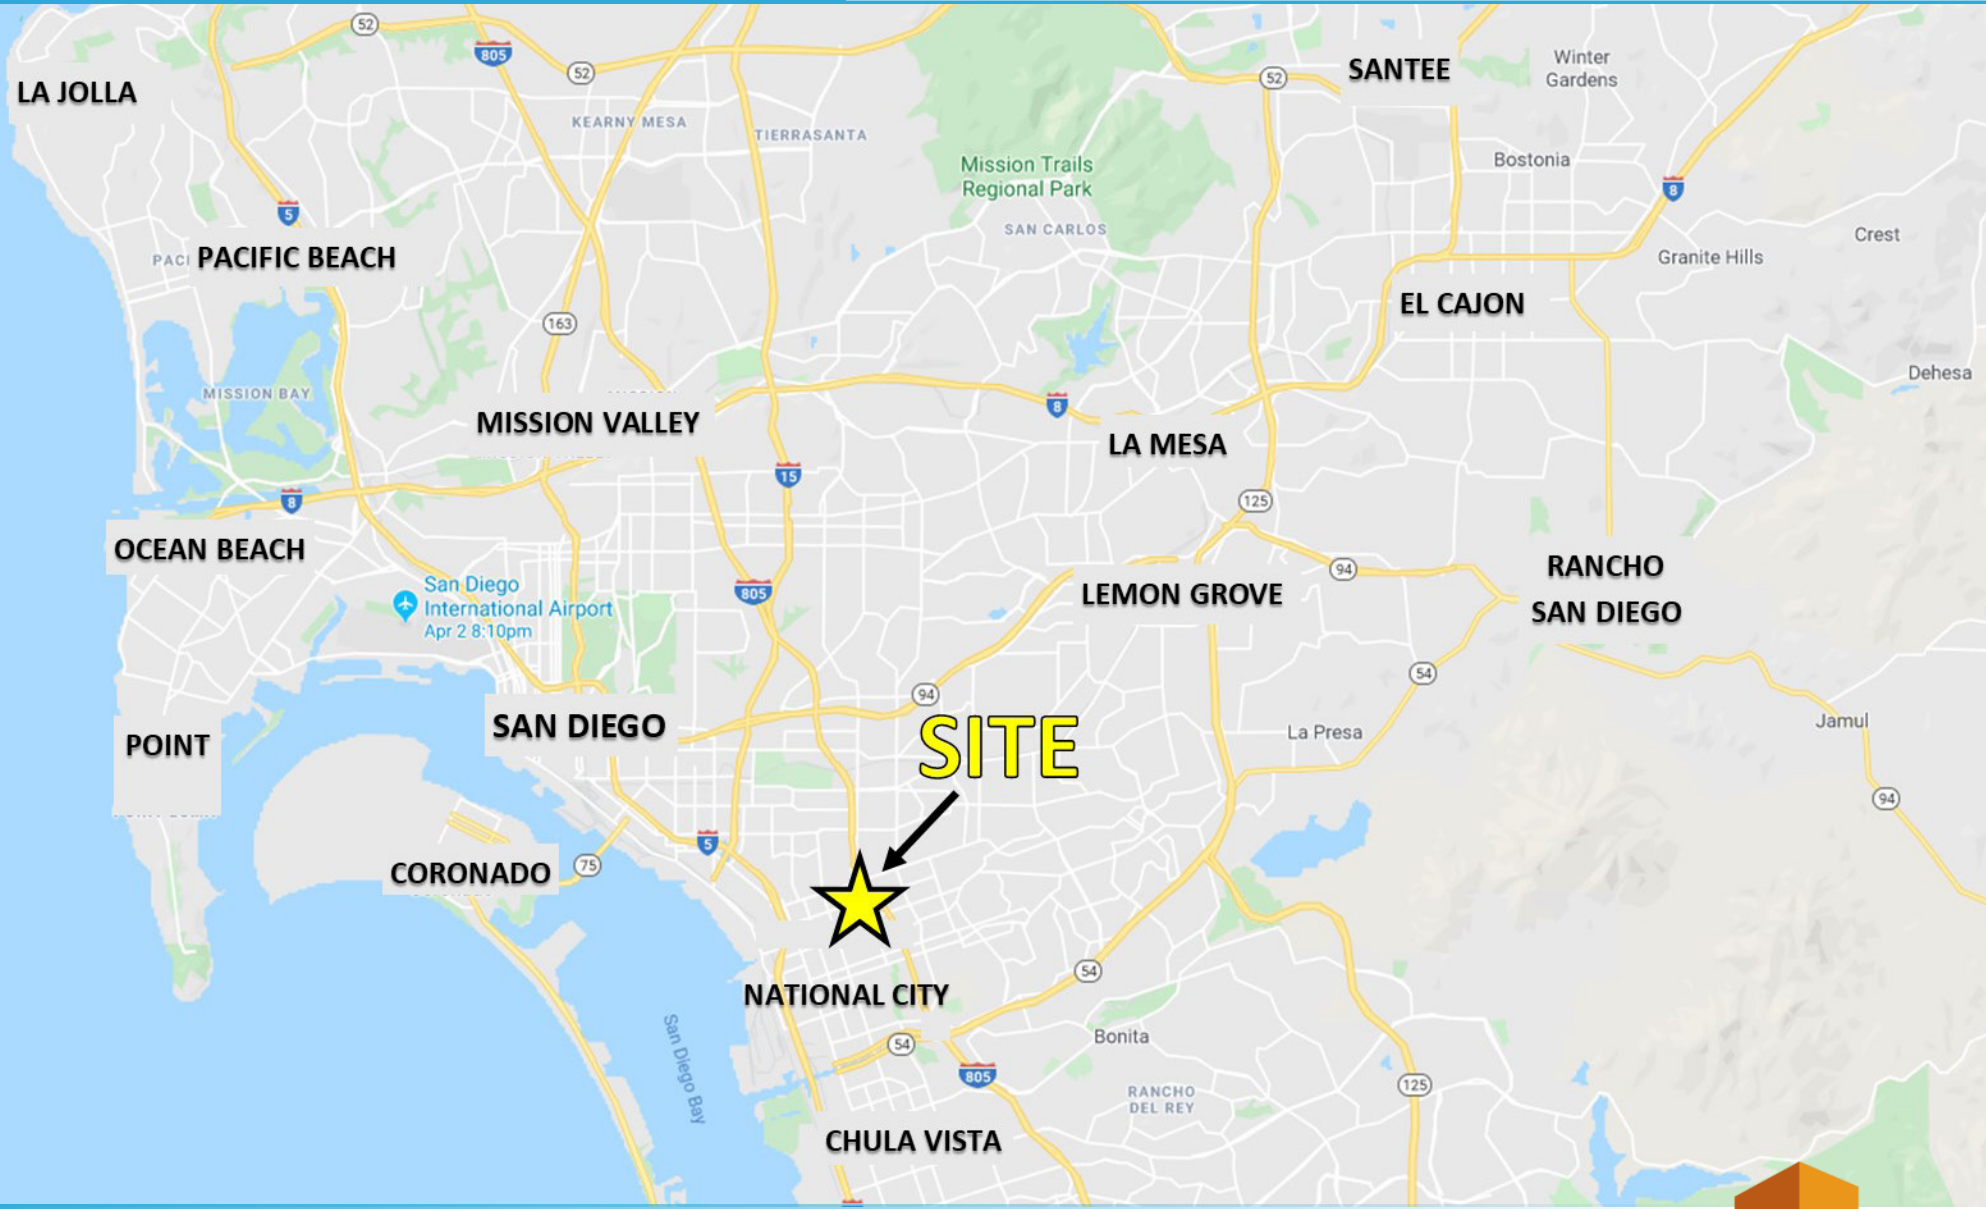 52
805
52
52
SANTEE
Winter
Gardens
LA JOLLA
KEARNY MESA
TIERRASANTA
Mission Trails
Regional Park
Bostonia
8
5
SAN CARLOS
Crest
PACI
PACIFIC BEACH
Granite Hills
EL CAJON
163
MISSION BAY
Dehesa
8
MISSION VALLEY
LA MESA
15
8
125
OCEAN BEACH
San Diego
International Airport
Apr 2 8:10pm
805
LEMON GROVE
94
RANCHO
SAN DIEGO
54
94
SAN DIEGO
POINT
SITE
La Presa
Jamul
94
5
CORONADO
75
54
NATIONAL CITY
San Diego Bay
54
Bonita
805
RANCHO
DEL REY
125
CHULA VISTA